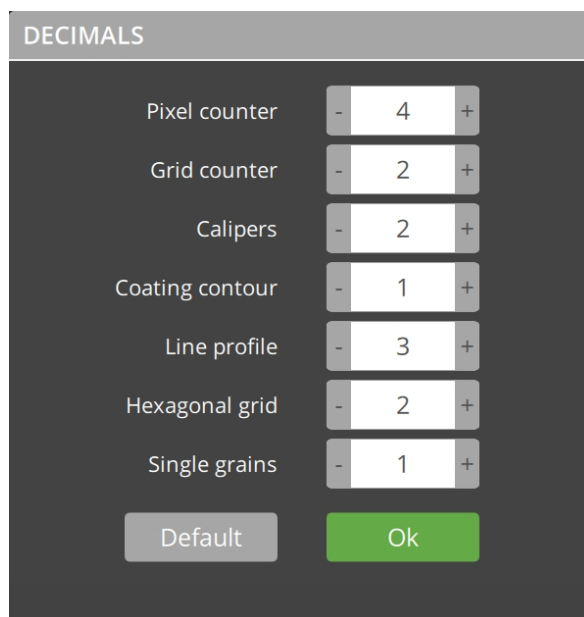 DECIMALS
Pixel counter - 4 +
Grid counter - 2 +
Calipers - 2 +
Coating contour - 1 +
Line profile - 3 +
Hexagonal grid - 2 +
Single grains - 1 +
Default Ok